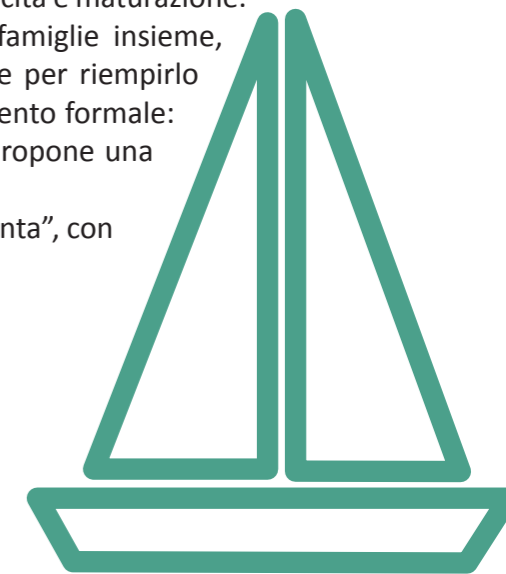 cita e maturazione.
famiglie insieme,
e per riempirlo
ento formale:
ropone una
nta”, con